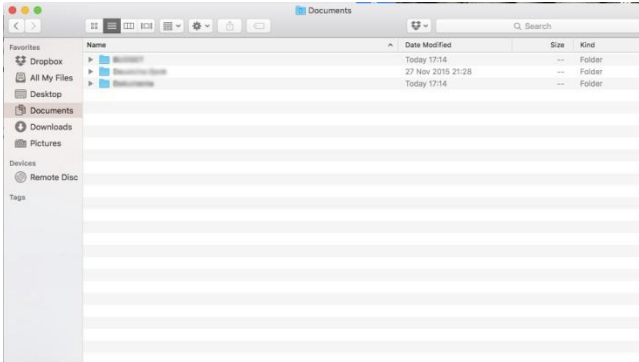 Documents
Search
Favorites
Dropbox
All My Files
Desktop
Documents
Downloads
Pictures
Devices
Remote Disc
Tags
Name Date Modified Size Kind
Today 17:14 -- Folder
27 Nov 2015 21:28 -- Folder
Today 17:14 -- Folder